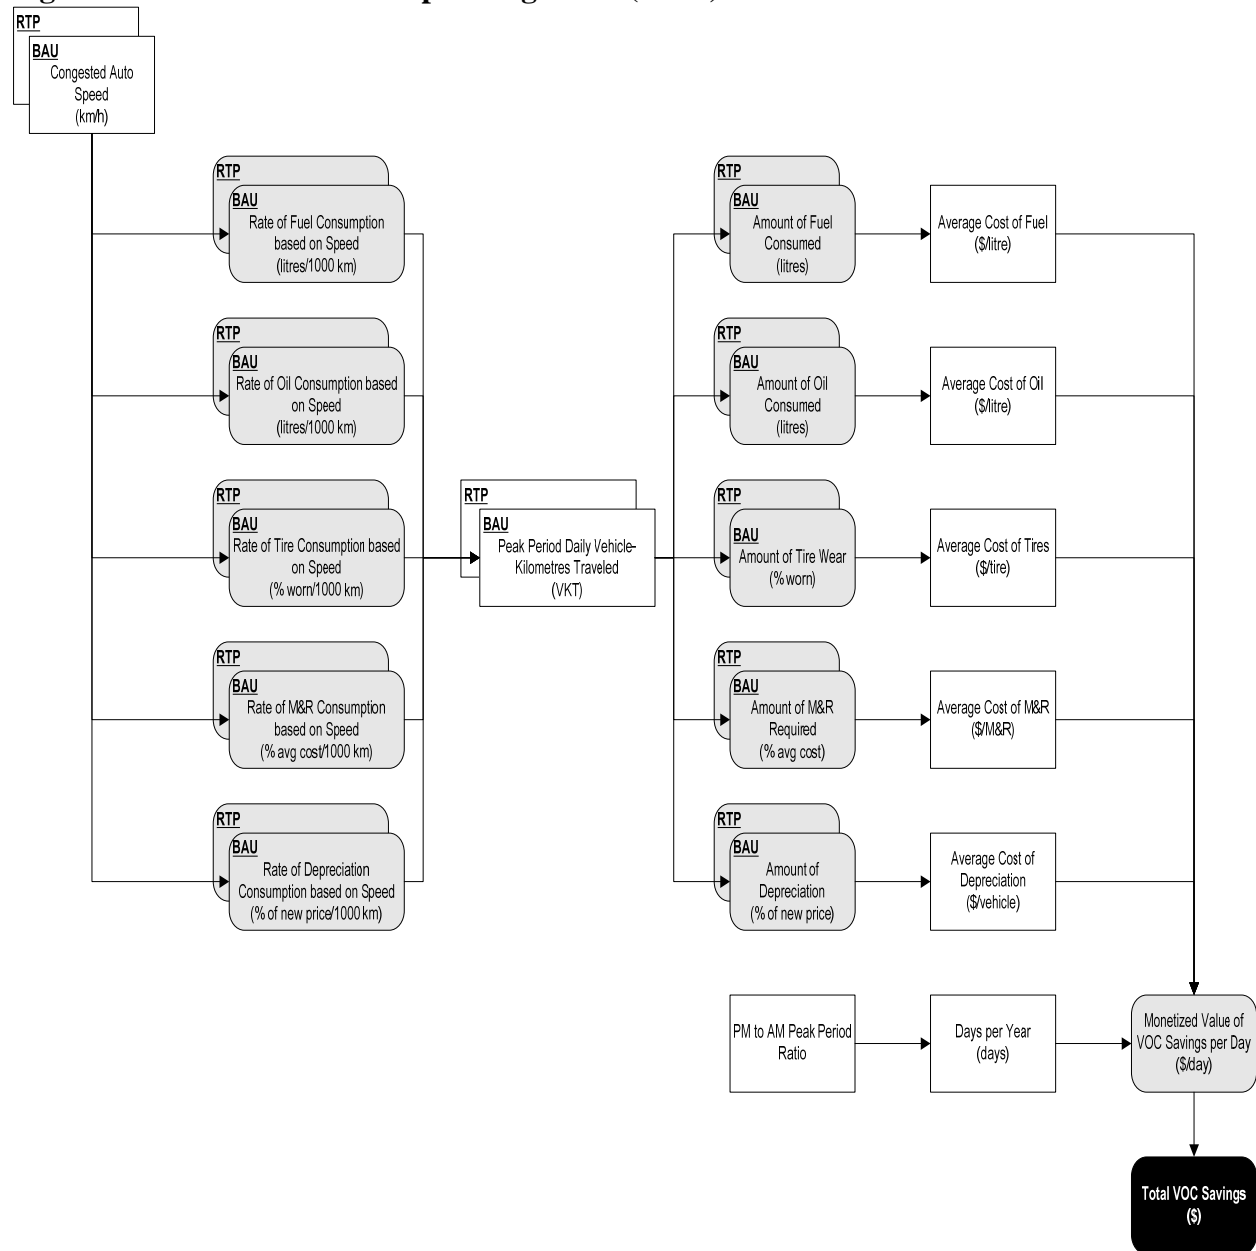 RTP
BAU
Congested Auto
Speed
(km/h)
RTP
BAU
Rate of Fuel Consumption
based on Speed
(litres/1000 km)
RTP
BAU
Rate of Oil Consumption based
on Speed
(litres/1000 km)
RTP
BAU
Rate of Tire Consumption based
on Speed
(% worn/1000 km)
RTP
BAU
Rate of M&R Consumption
based on Speed
(% avg cost/1000 km)
RTP
BAU
Rate of Depreciation
Consumption based on Speed
(% of new price/1000 km)
RTP
BAU
Peak Period Daily Vehicle-
Kilometres Traveled
(VKT)
RTP
BAU
Amount of Fuel
Consumed
(litres)
RTP
BAU
Amount of Oil
Consumed
(litres)
RTP
BAU
Amount of Tire Wear
(% worn)
RTP
BAU
Amount of M&R
Required
(% avg cost)
RTP
BAU
Amount of
Depreciation
(% of new price)
Average Cost of Fuel
($/litre)
Average Cost of Oil
($/litre)
Average Cost of Tires
($/tire)
Average Cost of M&R
($/M&R)
Average Cost of
Depreciation
($/vehicle)
PM to AM Peak Period
Ratio
Days per Year
(days)
Monetized Value of
VOC Savings per Day
($/day)
Total VOC Savings
($)